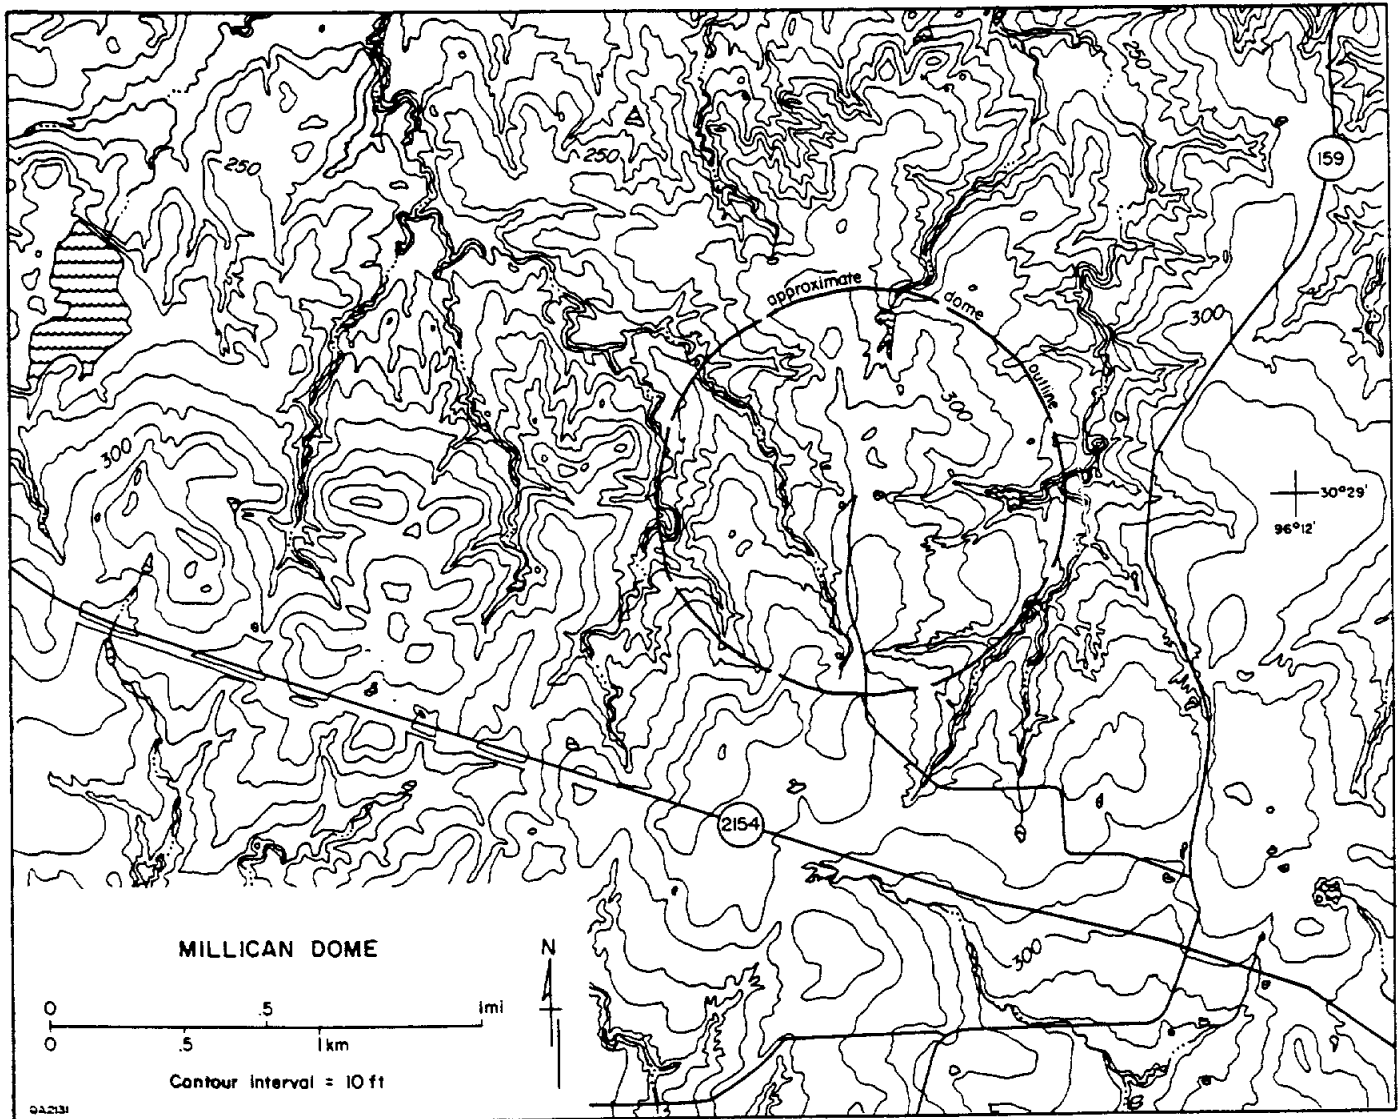 250
159
250
250
approximate
dome
300
outline
300
300
30°29'
96°12'
2154
300
MILLICAN DOME
N
0 .5 1mi
0 .5 1km
Contour Interval = 10 ft
QA2131